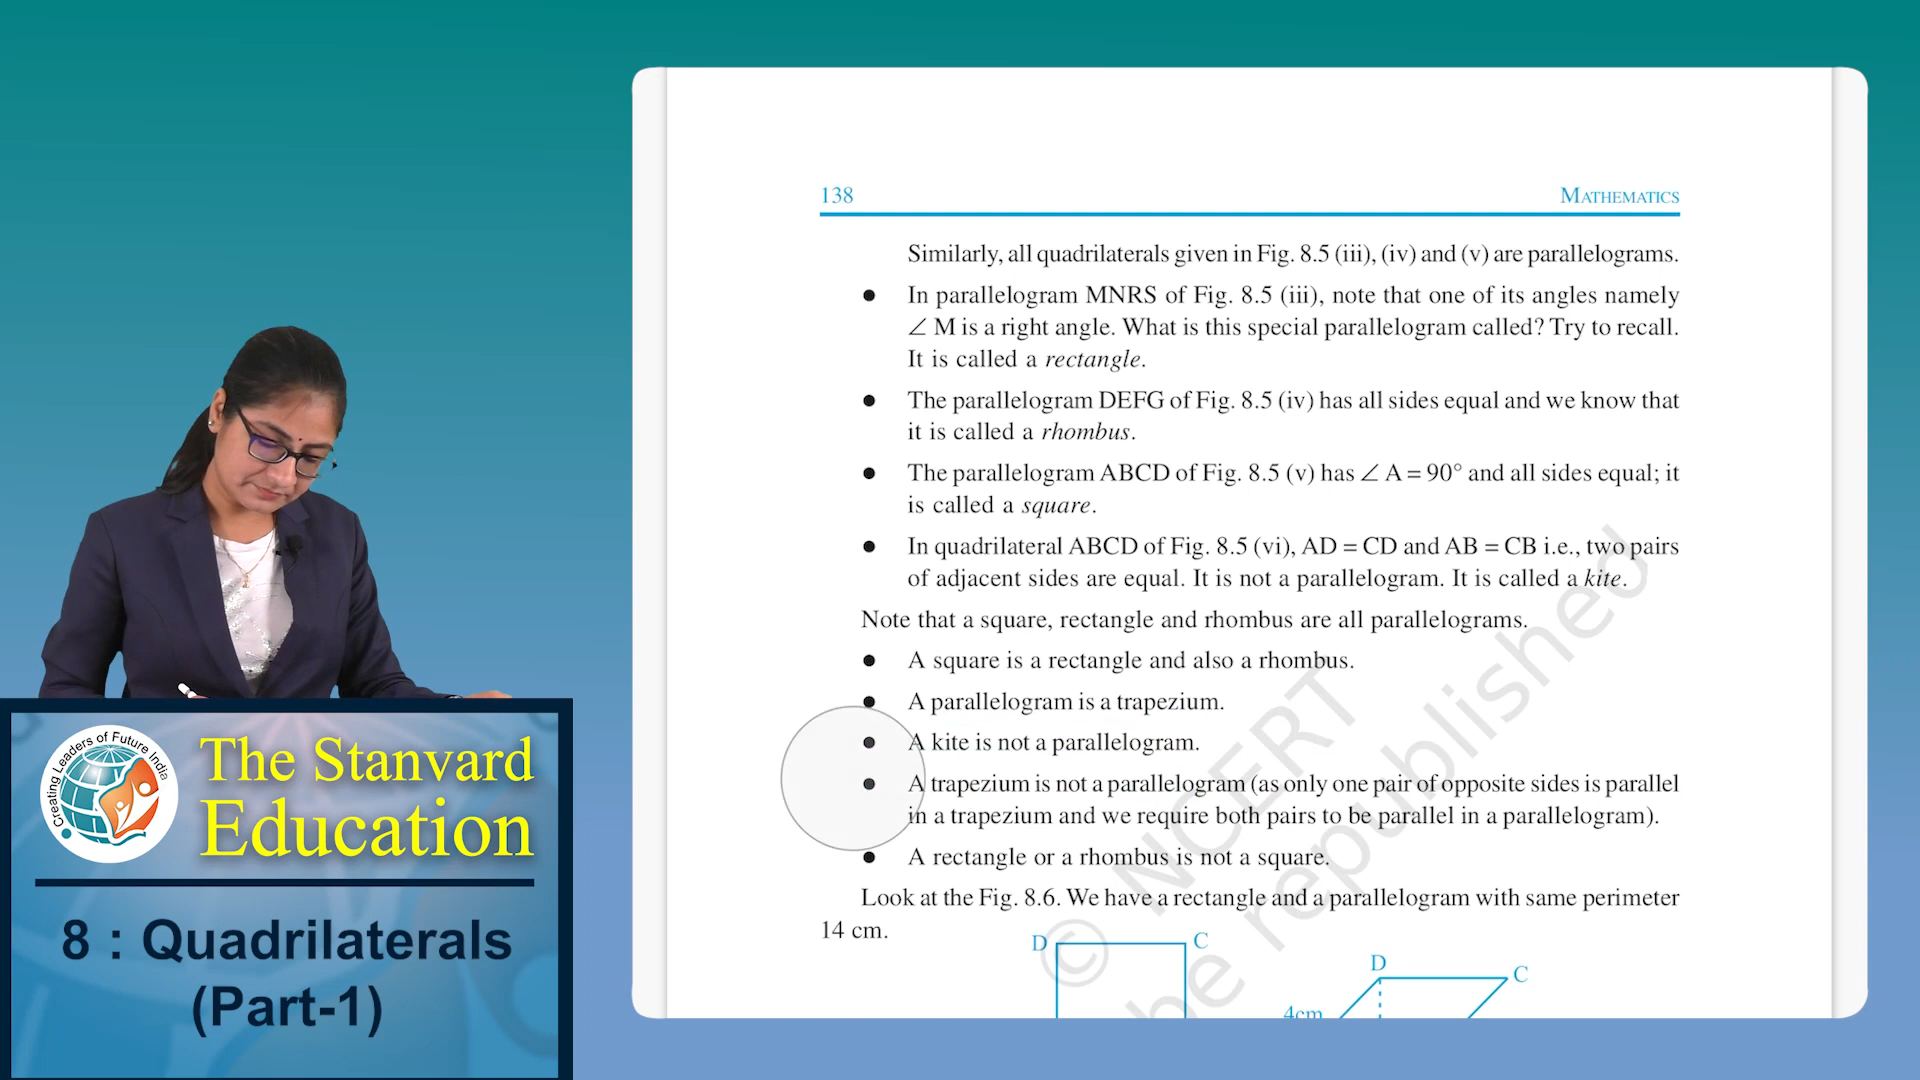 138
MATHEMATICS
Similarly, all quadrilaterals given in Fig. 8.5 (iii), (iv) and (v) are parallelograms.
● In parallelogram MNRS of Fig. 8.5 (iii), note that one of its angles namely
∠ M is a right angle. What is this special parallelogram called? Try to recall.
It is called a rectangle.
● The parallelogram DEFG of Fig. 8.5 (iv) has all sides equal and we know that
it is called a rhombus.
● The parallelogram ABCD of Fig. 8.5 (v) has ∠ A = 90° and all sides equal; it
is called a square.
● In quadrilateral ABCD of Fig. 8.5 (vi), AD = CD and AB = CB i.e., two pairs
of adjacent sides are equal. It is not a parallelogram. It is called a kite.
Note that a square, rectangle and rhombus are all parallelograms.
● A square is a rectangle and also a rhombus.
● A parallelogram is a trapezium.
● A kite is not a parallelogram.
● A trapezium is not a parallelogram (as only one pair of opposite sides is parallel
in a trapezium and we require both pairs to be parallel in a parallelogram).
● A rectangle or a rhombus is not a square.
Look at the Fig. 8.6. We have a rectangle and a parallelogram with same perimeter
14 cm.
D
C
D
C
4cm
© NCERT
be republished
Creating Leaders of Future India
The Stanvard
Education
8 : Quadrilaterals
(Part-1)